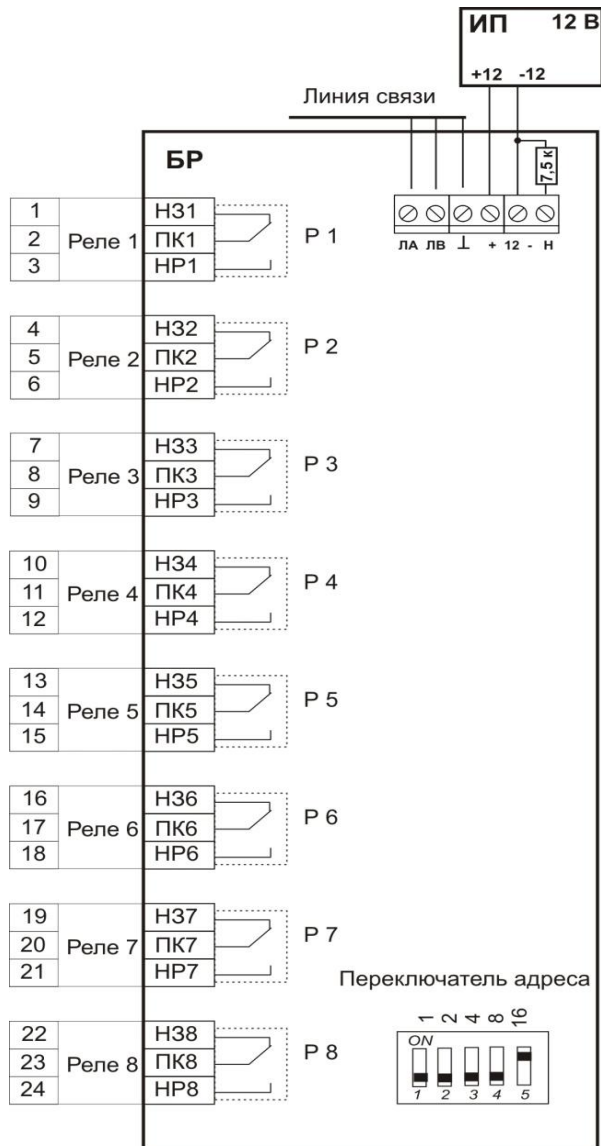 ИП 12 В
+12 -12
Линия связи
БР
7,5 к
ЛА ЛВ ⊥ + 12 - Н
1 НЗ1
2 Реле 1 ПК1 Р 1
3 НР1
4 НЗ2
5 Реле 2 ПК2 Р 2
6 НР2
7 НЗ3
8 Реле 3 ПК3 Р 3
9 НР3
10 НЗ4
11 Реле 4 ПК4 Р 4
12 НР4
13 НЗ5
14 Реле 5 ПК5 Р 5
15 НР5
16 НЗ6
17 Реле 6 ПК6 Р 6
18 НР6
19 НЗ7
20 Реле 7 ПК7 Р 7
21 НР7
22 НЗ8
23 Реле 8 ПК8 Р 8
24 НР8
Переключатель адреса
1 2 4 8 16
ON
1 2 3 4 5